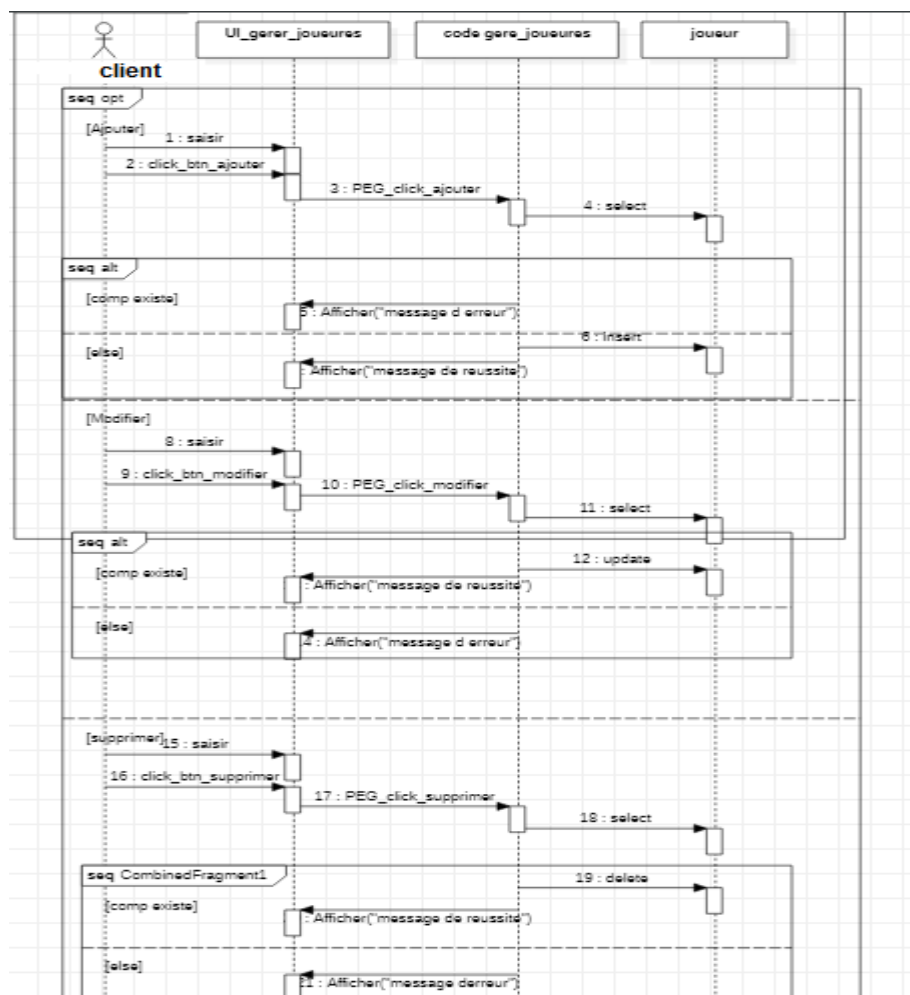 UI_gerer_joueures
code gere_joueures
joueur
client
seq opt
[Ajouter]
1 : saisir
2 : click_btn_ajouter
3 : PEG_click_ajouter
4 : select
seq alt
[comp existe]
5 : Afficher("message d erreur")
6 : insert
[else]
: Afficher("message de reussite")
[Modifier]
8 : saisir
9 : click_btn_modifier
10 : PEG_click_modifier
11 : select
seq alt
12 : update
[comp existe]
: Afficher("message de reussite")
[else]
4 : Afficher("message d erreur")
[supprimer]
15 : saisir
16 : click_btn_supprimer
17 : PEG_click_supprimer
18 : select
seq CombinedFragment1
19 : delete
[comp existe]
: Afficher("message de reussite")
[else]
21 : Afficher("message derreur")